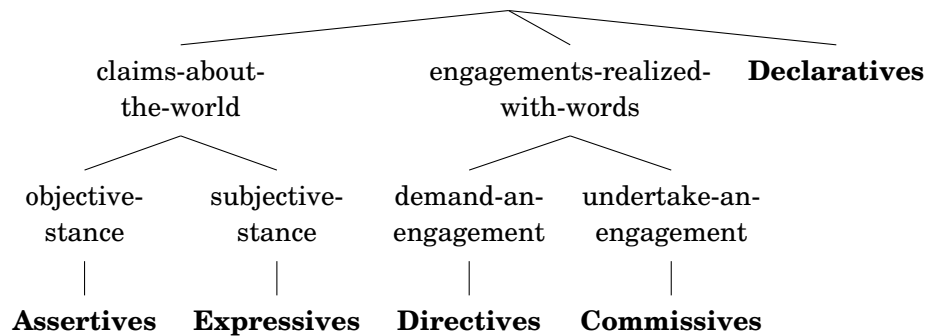 claims-about-
the-world
engagements-realized-
with-words
Declaratives
objective-
stance
subjective-
stance
demand-an-
engagement
undertake-an-
engagement
Assertives
Expressives
Directives
Commissives